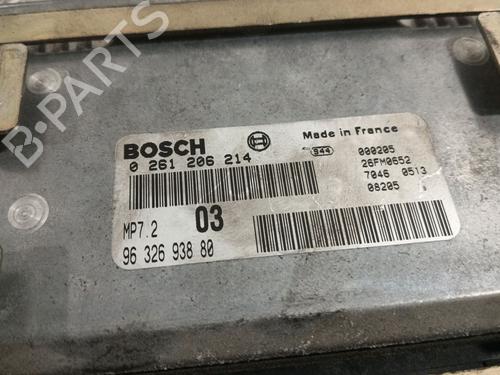 B-PARTS
BOSCH
Made in France
0 261 206 214
944
000205
26FM0652
7046 0513
08205
MP7.2
03
96 326 938 80